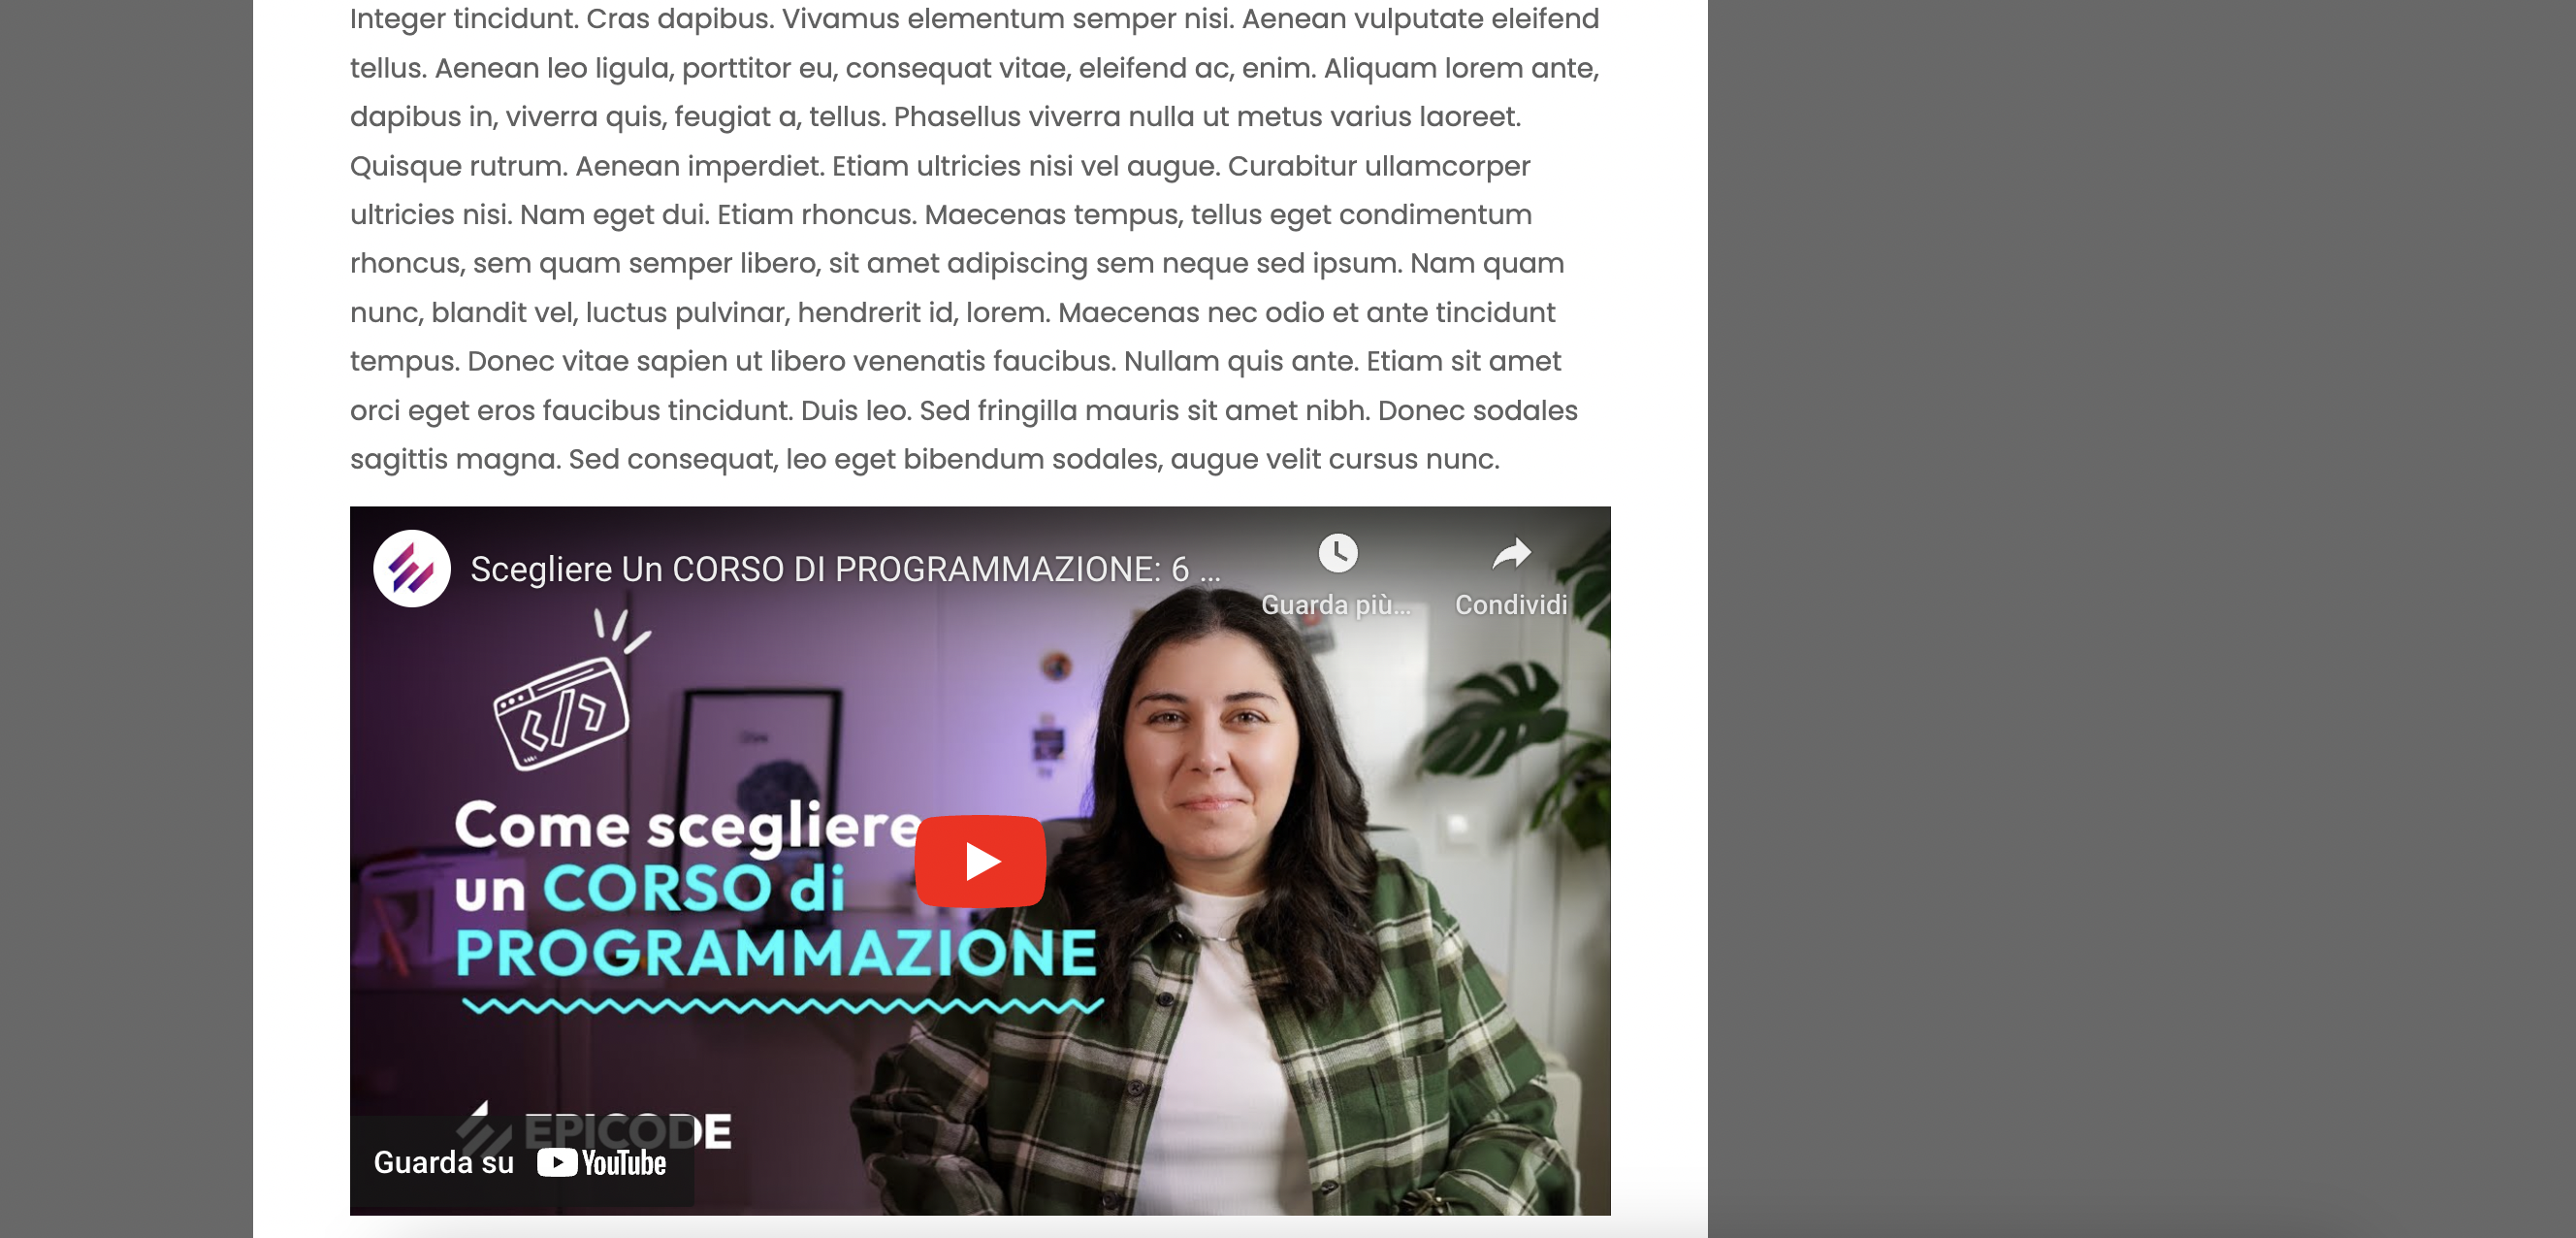 Integer tincidunt. Cras dapibus. Vivamus elementum semper nisi. Aenean vulputate eleifend
tellus. Aenean leo ligula, porttitor eu, consequat vitae, eleifend ac, enim. Aliquam lorem ante,
dapibus in, viverra quis, feugiat a, tellus. Phasellus viverra nulla ut metus varius laoreet.
Quisque rutrum. Aenean imperdiet. Etiam ultricies nisi vel augue. Curabitur ullamcorper
ultricies nisi. Nam eget dui. Etiam rhoncus. Maecenas tempus, tellus eget condimentum
rhoncus, sem quam semper libero, sit amet adipiscing sem neque sed ipsum. Nam quam
nunc, blandit vel, luctus pulvinar, hendrerit id, lorem. Maecenas nec odio et ante tincidunt
tempus. Donec vitae sapien ut libero venenatis faucibus. Nullam quis ante. Etiam sit amet
orci eget eros faucibus tincidunt. Duis leo. Sed fringilla mauris sit amet nibh. Donec sodales
sagittis magna. Sed consequat, leo eget bibendum sodales, augue velit cursus nunc.
Scegliere Un CORSO DI PROGRAMMAZIONE: 6 ...
Guarda più...
Condividi
</>
Come scegliere
un CORSO di
PROGRAMMAZIONE
EPICODE
Guarda su YouTube